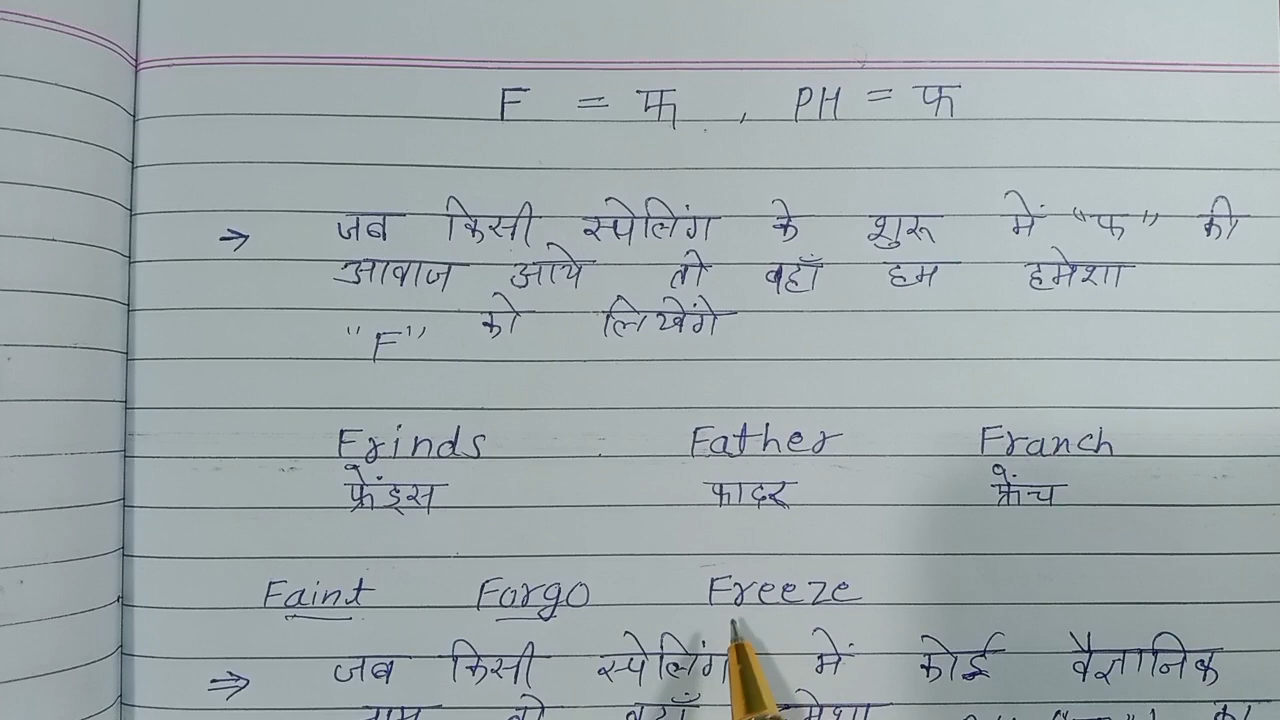 F = फ , PH = फ
→ जब किसी स्पेलिंग के शुरू में "फ" की
आवाज आये तो वहाँ हम हमेशा
"F" को लिखेंगे
Frinds Father Franch
फ्रेंड्स फादर फ्रेंच
Faint Forgo Freeze
⇒ जब किसी स्पेलिंग में कोई वैज्ञानिक